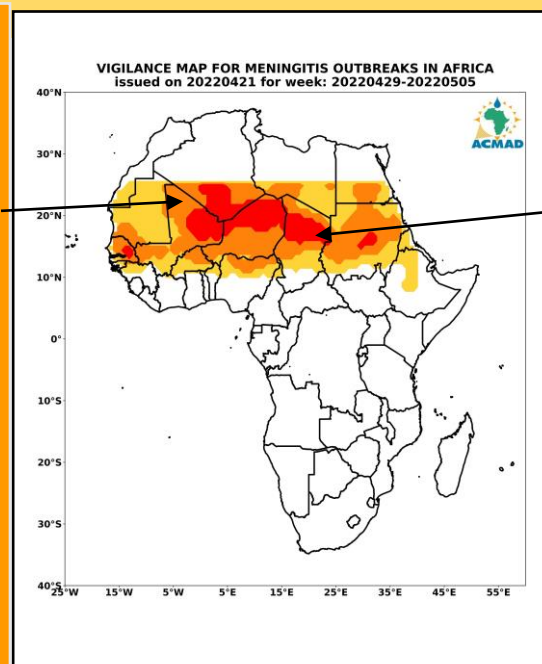 VIGILANCE MAP FOR MENINGITIS OUTBREAKS IN AFRICA
issued on 20220421 for week: 20220429-20220505
40°N
ACMAD
30°N
20°N
10°N
0°
10°S
20°S
30°S
40°S
25°W 15°W 5°W 5°E 15°E 25°E 35°E 45°E 55°E